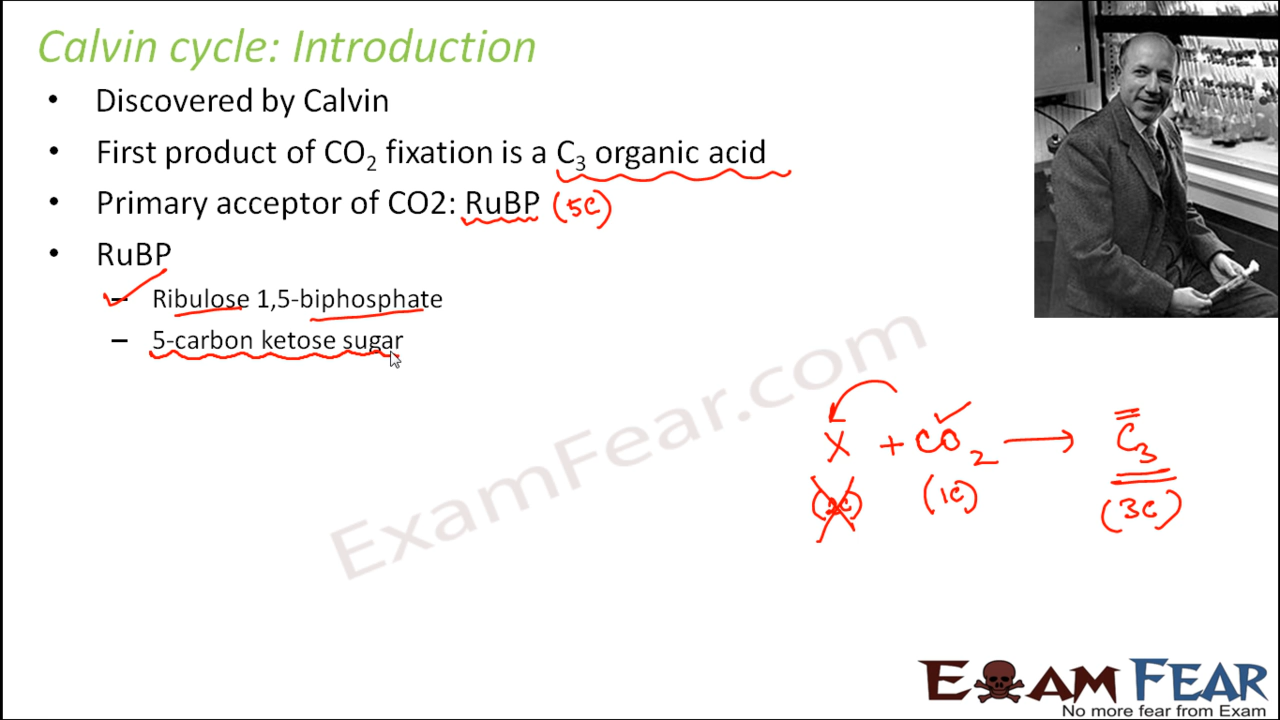 Calvin cycle: Introduction
• Discovered by Calvin
• First product of CO₂ fixation is a C₃ organic acid
• Primary acceptor of CO2: RuBP (5C)
• RuBP
– Ribulose 1,5-biphosphate
– 5-carbon ketose sugar
ExamFear.com
X + CO₂ → C₃
(2C) (1C) (3C)
EXAM FEAR
No more fear from Exam